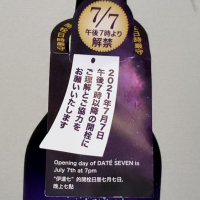 7/7
午後7時より
解禁
2021年7月7日
午後7時以降の開栓に
ご理解とご協力を
お願いいたします
Opening day of DATÉ SEVEN is
July 7th at 7pm
"伊達七" 的開栓日是七月七日,
晚上七點